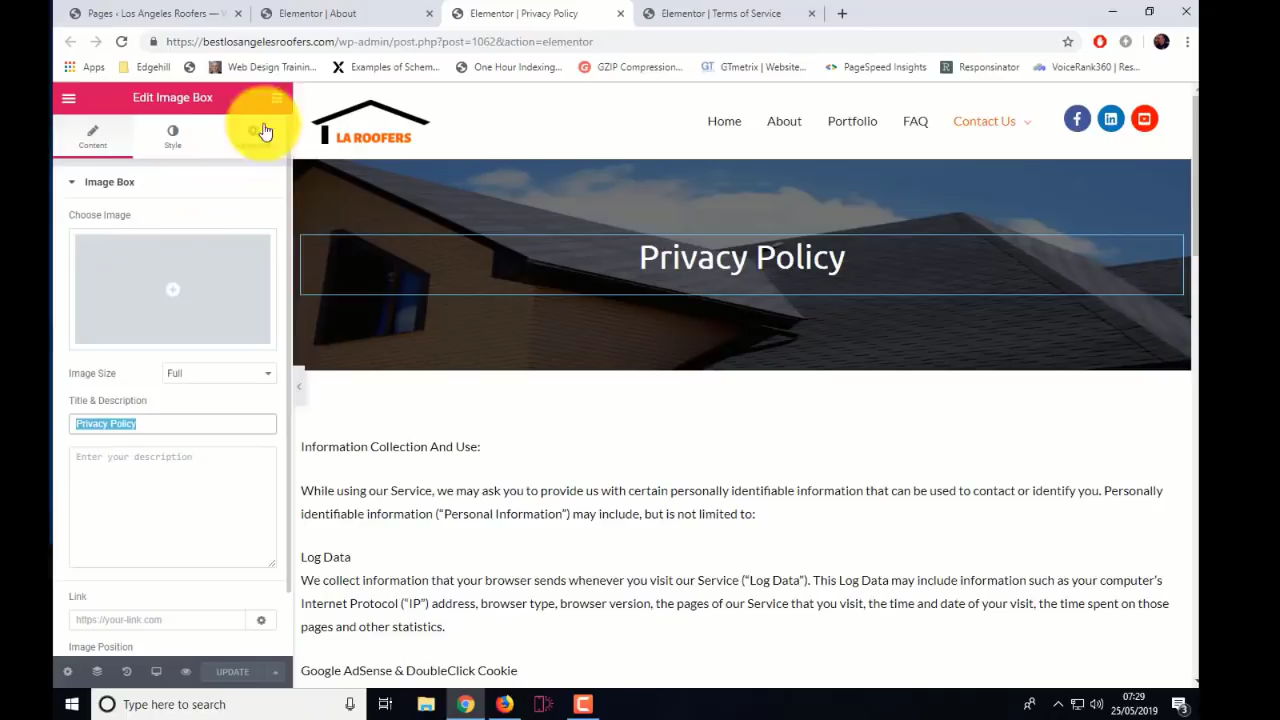 Pages ‹ Los Angeles Roofers — V
Elementor | About
Elementor | Privacy Policy
Elementor | Terms of Service
https://bestlosangelesroofers.com/wp-admin/post.php?post=1062&action=elementor
Apps
Edgehill
Web Design Trainin...
Examples of Schem...
One Hour Indexing...
GZIP Compression...
GTmetrix | Website...
PageSpeed Insights
Responsinator
VoiceRank360 | Res...
Edit Image Box
Content
Style
LA ROOFERS
Home
About
Portfolio
FAQ
Contact Us
Image Box
Choose Image
Privacy Policy
Image Size
Full
Title & Description
Privacy Policy
Enter your description
Information Collection And Use:
While using our Service, we may ask you to provide us with certain personally identifiable information that can be used to contact or identify you. Personally
identifiable information (“Personal Information”) may include, but is not limited to:
Log Data
We collect information that your browser sends whenever you visit our Service (“Log Data”). This Log Data may include information such as your computer’s
Internet Protocol (“IP”) address, browser type, browser version, the pages of our Service that you visit, the time and date of your visit, the time spent on those
pages and other statistics.
Google AdSense & DoubleClick Cookie
Link
https://your-link.com
Image Position
UPDATE
Type here to search
07:29
25/05/2019
3